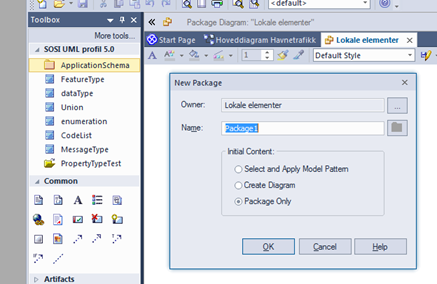 <default>
Toolbox
Package Diagram: "Lokale elementer"
More tools...
Start Page
Hoveddiagram Havnetrafikk
Lokale elementer
SOSI UML profil 5.0
1
Default Style
ApplicationSchema
FeatureType
dataType
Union
enumeration
CodeList
MessageType
PropertyTypeTest
Common
Artifacts
New Package
Owner:
Lokale elementer
...
Name:
Package1
Initial Content:
Select and Apply Model Pattern
Create Diagram
Package Only
OK
Cancel
Help